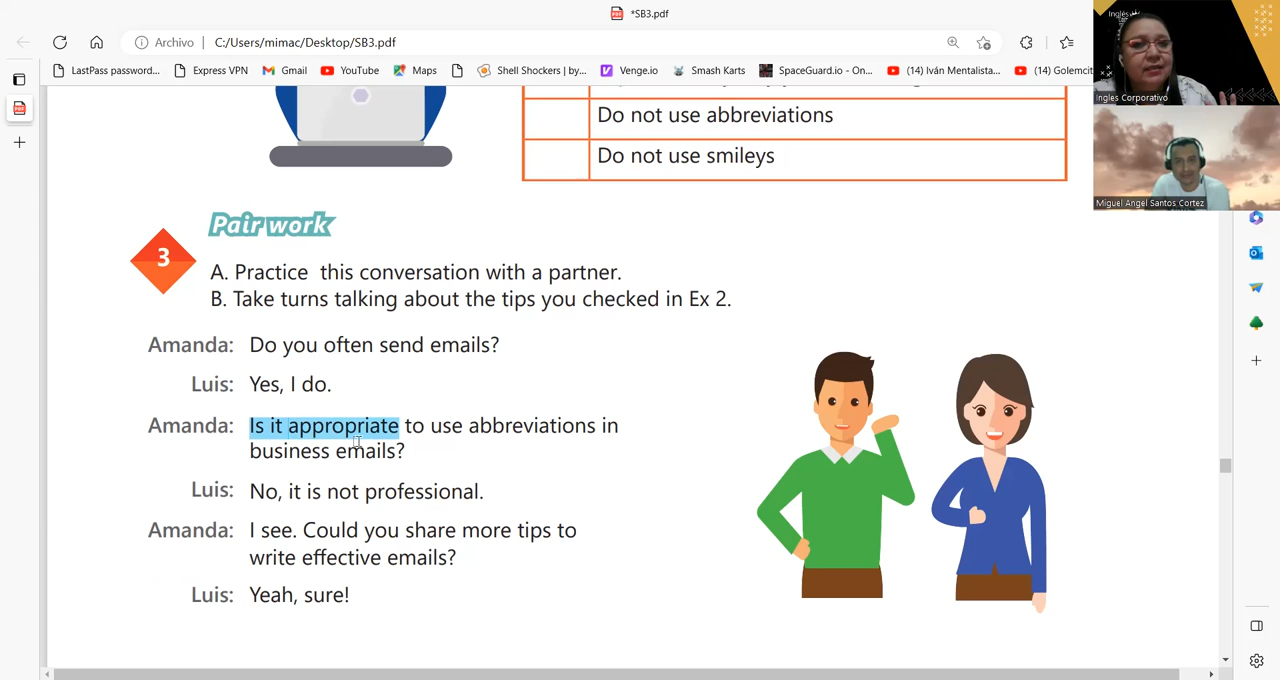 *SB3.pdf
Archivo
C:/Users/mimac/Desktop/SB3.pdf
LastPass password...
Express VPN
Gmail
YouTube
Maps
Shell Shockers | by...
Venge.io
Smash Karts
SpaceGuard.io - On...
(14) Iván Mentalista...
(14) Golemcit
Ingles Corporativo
Miguel Angel Santos Cortez
Do not use abbreviations
Do not use smileys
Pair work
3
A. Practice this conversation with a partner.
B. Take turns talking about the tips you checked in Ex 2.
Amanda: Do you often send emails?
Luis: Yes, I do.
Amanda: Is it appropriate to use abbreviations in
business emails?
Luis: No, it is not professional.
Amanda: I see. Could you share more tips to
write effective emails?
Luis: Yeah, sure!